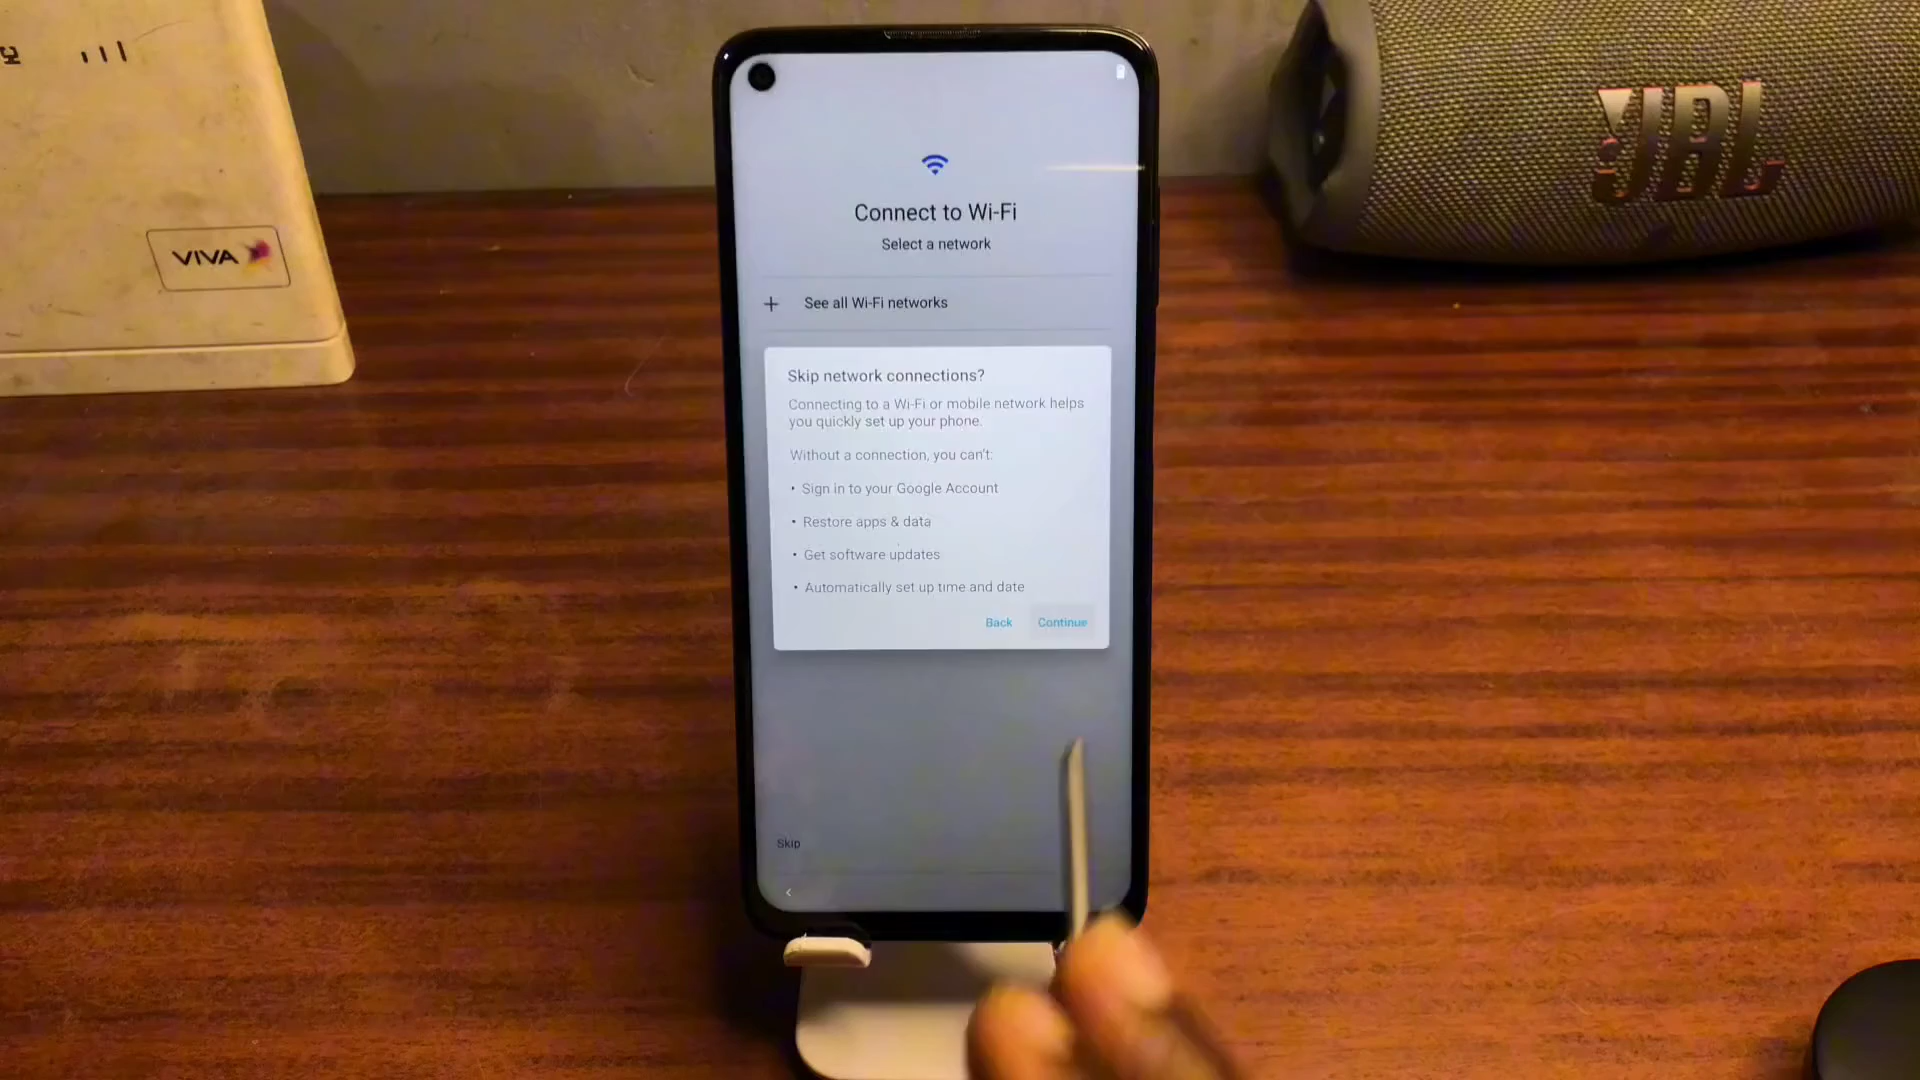 VIVA
JBL
Connect to Wi-Fi
Select a network
See all Wi-Fi networks
Skip network connections?
Connecting to a Wi-Fi or mobile network helps
you quickly set up your phone.
Without a connection, you can't:
• Sign in to your Google Account
• Restore apps & data
• Get software updates
• Automatically set up time and date
Back Continue
Skip